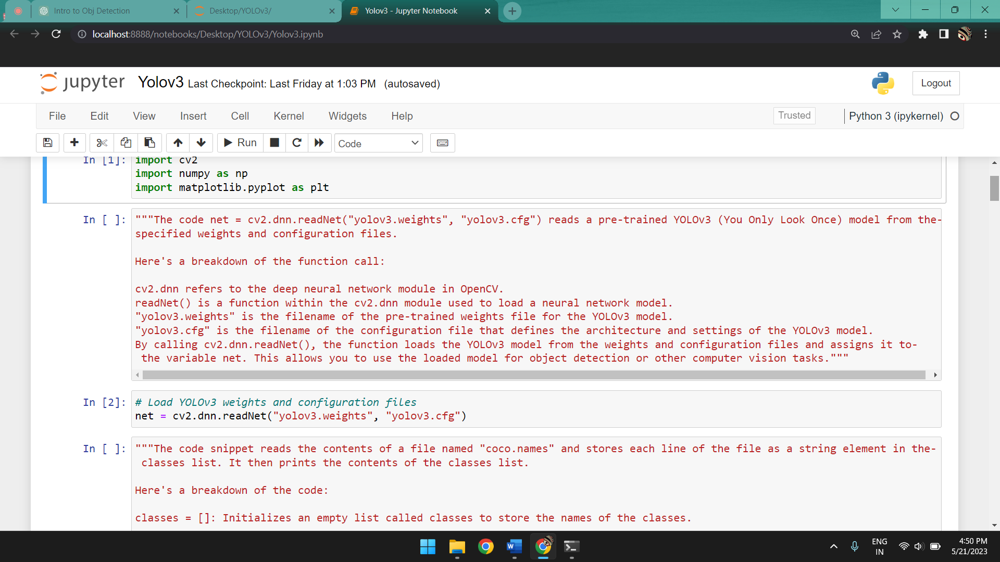 Intro to Obj Detection
Desktop/YOLOv3/
Yolov3 - Jupyter Notebook
localhost:8888/notebooks/Desktop/YOLOv3/Yolov3.ipynb
jupyter Yolov3 Last Checkpoint: Last Friday at 1:03 PM (autosaved)
Logout
File Edit View Insert Cell Kernel Widgets Help
Trusted
Python 3 (ipykernel)
Run
Code
In [1]: import cv2
import numpy as np
import matplotlib.pyplot as plt
In [ ]: """The code net = cv2.dnn.readNet("yolov3.weights", "yolov3.cfg") reads a pre-trained YOLOv3 (You Only Look Once) model from the-
specified weights and configuration files.
Here's a breakdown of the function call:
cv2.dnn refers to the deep neural network module in OpenCV.
readNet() is a function within the cv2.dnn module used to load a neural network model.
"yolov3.weights" is the filename of the pre-trained weights file for the YOLOv3 model.
"yolov3.cfg" is the filename of the configuration file that defines the architecture and settings of the YOLOv3 model.
By calling cv2.dnn.readNet(), the function loads the YOLOv3 model from the weights and configuration files and assigns it to-
the variable net. This allows you to use the loaded model for object detection or other computer vision tasks."""
In [2]: # Load YOLOv3 weights and configuration files
net = cv2.dnn.readNet("yolov3.weights", "yolov3.cfg")
In [ ]: """The code snippet reads the contents of a file named "coco.names" and stores each line of the file as a string element in the-
classes list. It then prints the contents of the classes list.
Here's a breakdown of the code:
classes = []: Initializes an empty list called classes to store the names of the classes.
ENG
IN
4:50 PM
5/21/2023